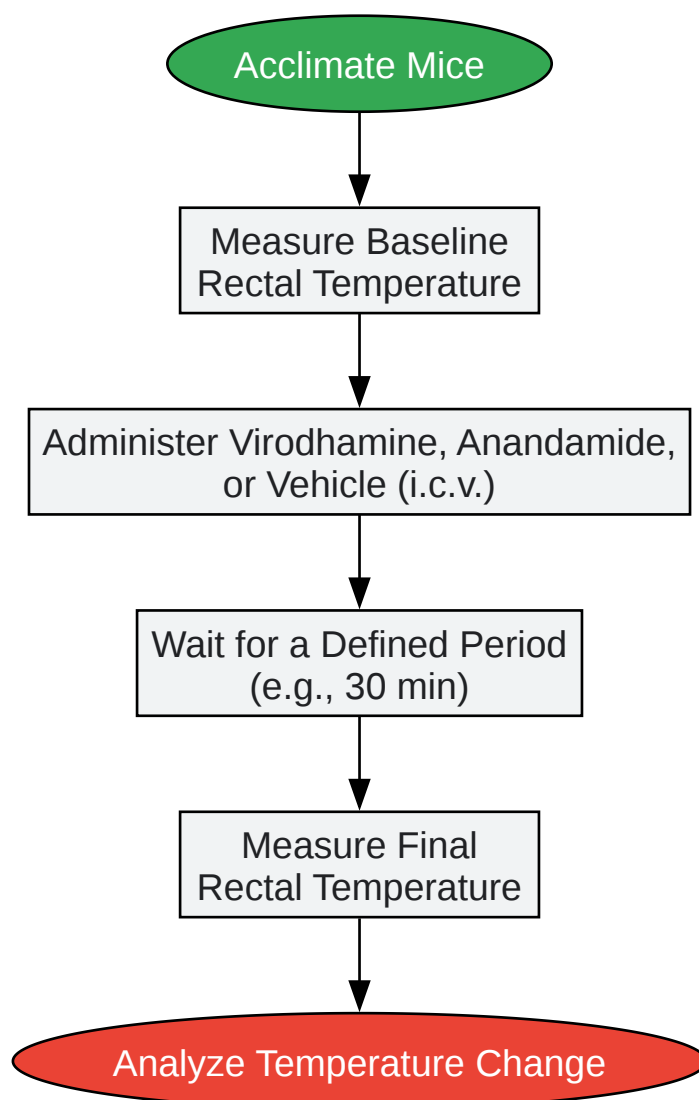 Acclimate Mice
Measure Baseline
Rectal Temperature
Administer Virodhamine, Anandamide,
or Vehicle (i.c.v.)
Wait for a Defined Period
(e.g., 30 min)
Measure Final
Rectal Temperature
Analyze Temperature Change